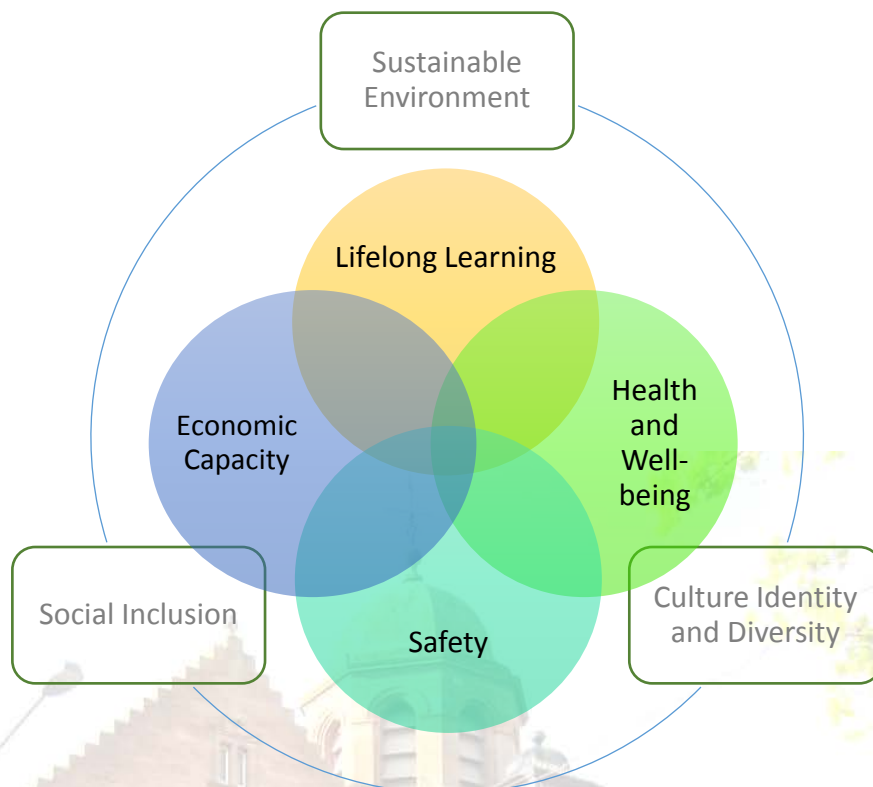 Sustainable
Environment
Lifelong Learning
Economic
Capacity
Health
and
Well-
being
Social Inclusion
Culture Identity
and Diversity
Safety